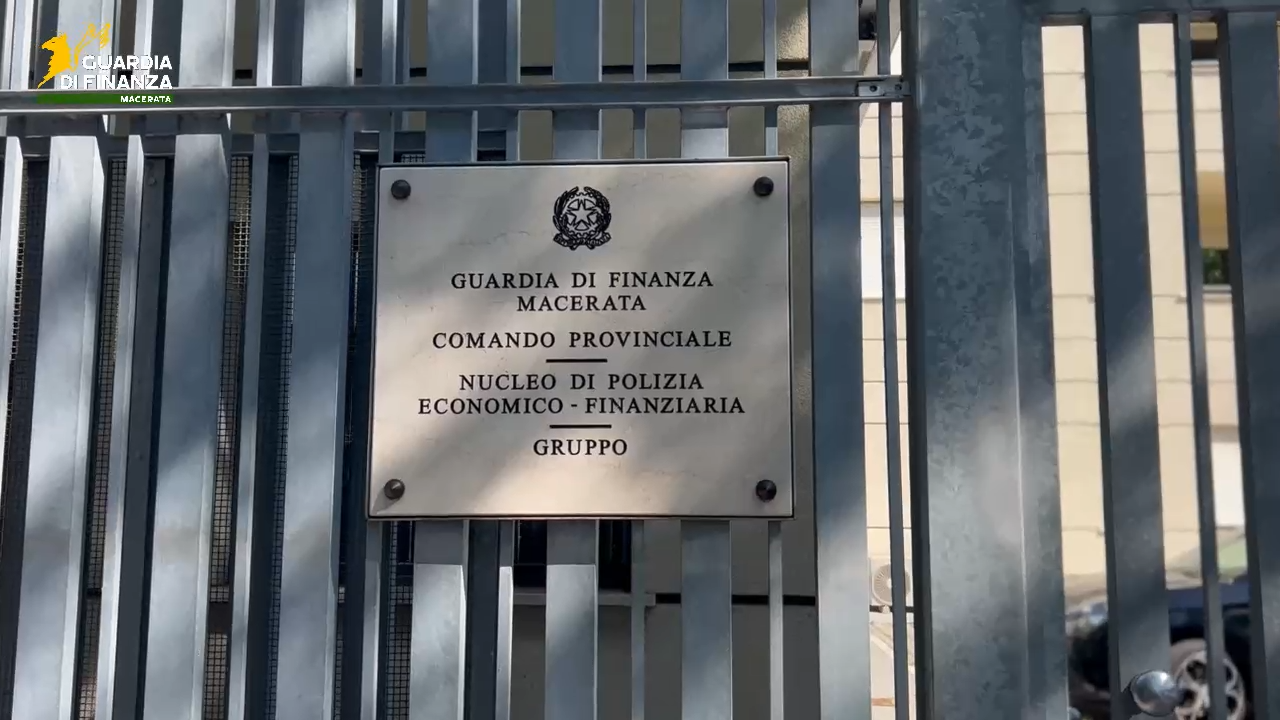 GUARDIA
DI FINANZA
MACERATA
GUARDIA DI FINANZA
MACERATA
COMANDO PROVINCIALE
NUCLEO DI POLIZIA
ECONOMICO - FINANZIARIA
GRUPPO